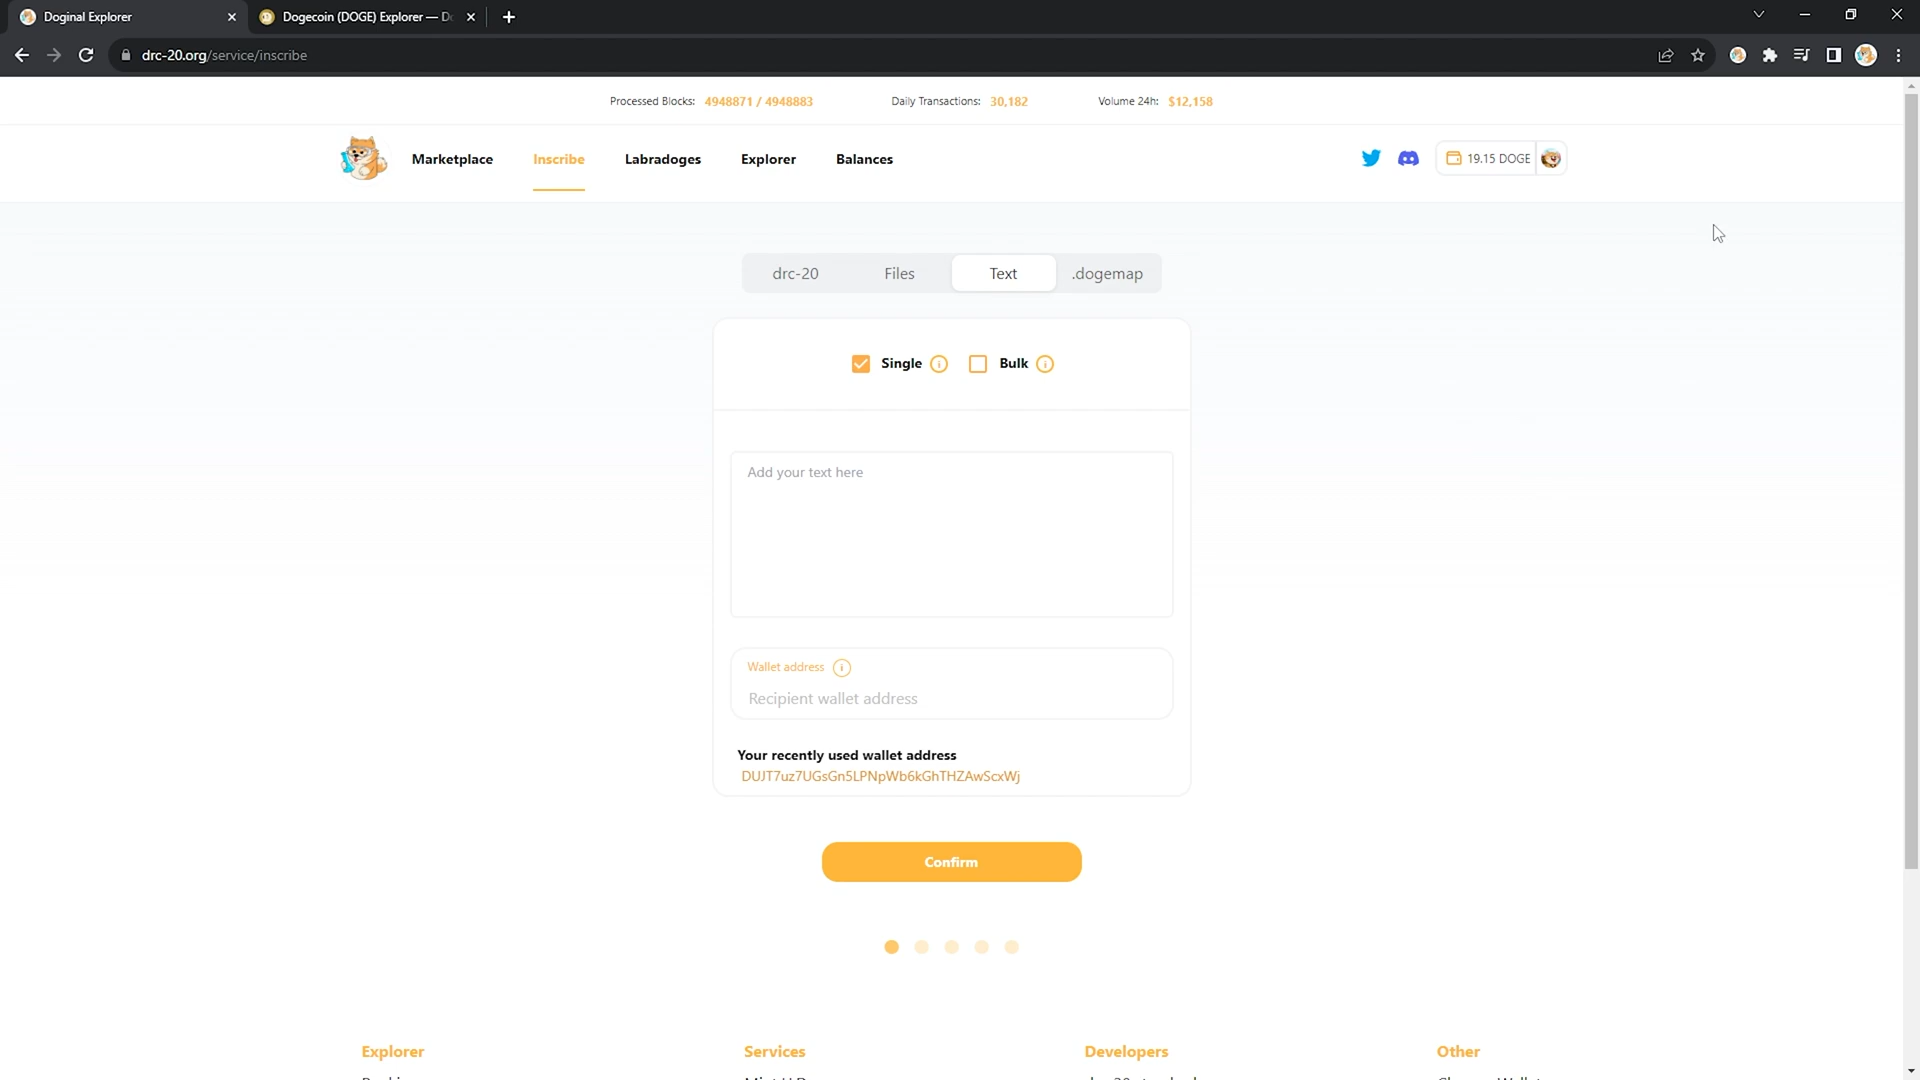 Doginal Explorer
Dogecoin (DOGE) Explorer — D
drc-20.org/service/inscribe
Processed Blocks: 4948871 / 4948883 Daily Transactions: 30,182 Volume 24h: $12,158
Marketplace Inscribe Labradoges Explorer Balances 19.15 DOGE
drc-20 Files Text .dogemap
Single Bulk
Add your text here
Wallet address
Recipient wallet address
Your recently used wallet address
DUJT7uz7UGsGn5LPNpWb6kGhTHZAwScxWj
Confirm
Explorer Services Developers Other